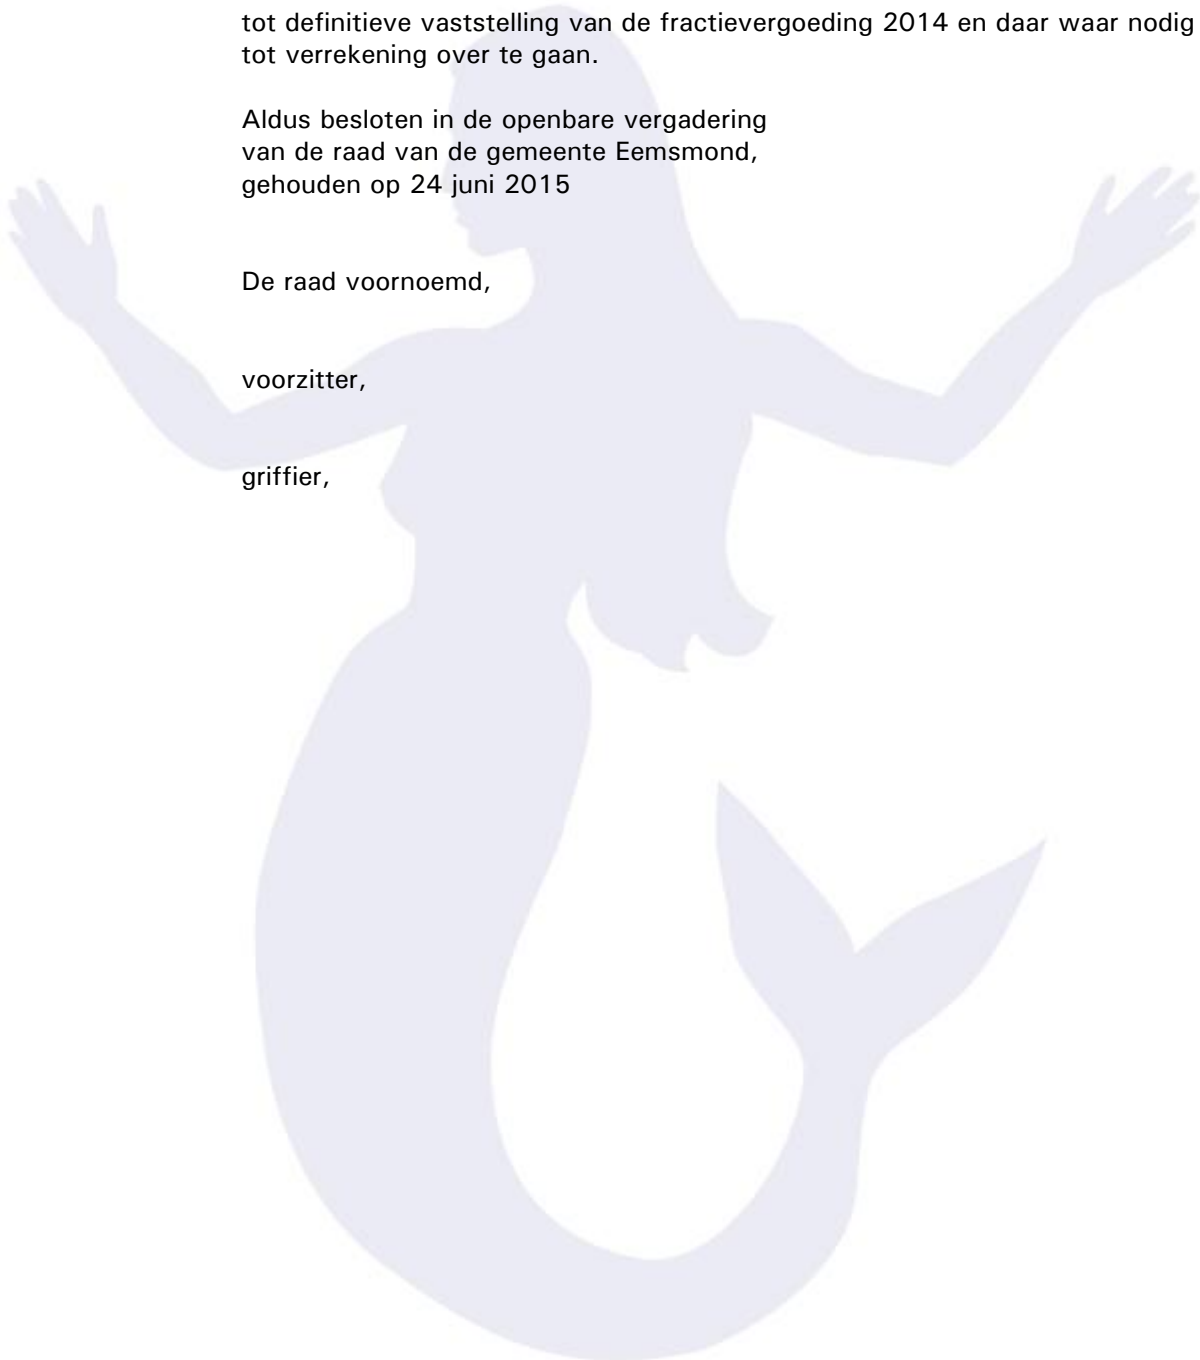 tot definitieve vaststelling van de fractievergoeding 2014 en daar waar nodig
tot verrekening over te gaan.
Aldus besloten in de openbare vergadering
van de raad van de gemeente Eemsmond,
gehouden op 24 juni 2015
De raad voornoemd,
voorzitter,
griffier,